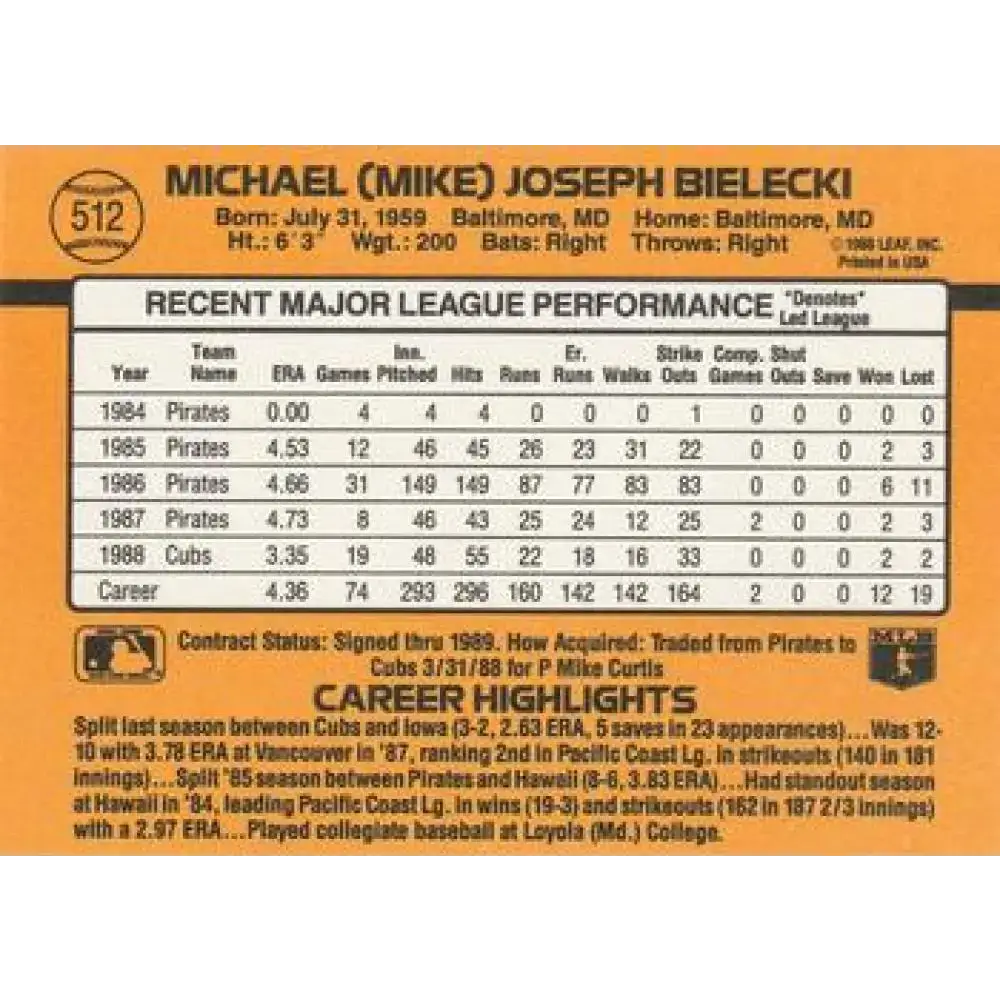 512
MICHAEL (MIKE) JOSEPH BIELECKI
Born: July 31, 1959 Baltimore, MD Home: Baltimore, MD
Ht.: 6'3" Wgt.: 200 Bats: Right Throws: Right
© 1988 LEAF, INC.
Printed in USA
RECENT MAJOR LEAGUE PERFORMANCE "Denotes" Led League
Year Team Name ERA Games Inn. Pitched Hits Runs Er. Runs Walks Strike Outs Comp. Games Shut Outs Save Won Lost
1984 Pirates 0.00 4 4 4 0 0 0 1 0 0 0 0 0
1985 Pirates 4.53 12 46 45 26 23 31 22 0 0 0 2 3
1986 Pirates 4.66 31 149 149 87 77 83 83 0 0 0 6 11
1987 Pirates 4.73 8 46 43 25 24 12 25 2 0 0 2 3
1988 Cubs 3.35 19 48 55 22 18 16 33 0 0 0 2 2
Career 4.36 74 293 296 160 142 142 164 2 0 0 12 19
Contract Status: Signed thru 1989. How Acquired: Traded from Pirates to
Cubs 3/31/88 for P Mike Curtis
MLB
CAREER HIGHLIGHTS
Split last season between Cubs and Iowa (3-2, 2.63 ERA, 5 saves in 23 appearances)...Was 12-
10 with 3.78 ERA at Vancouver in '87, ranking 2nd in Pacific Coast Lg. in strikeouts (140 in 181
innings)...Split '85 season between Pirates and Hawaii (8-6, 3.83 ERA)...Had standout season
at Hawaii in '84, leading Pacific Coast Lg. in wins (19-3) and strikeouts (162 in 187 2/3 innings)
with a 2.97 ERA...Played collegiate baseball at Loyola (Md.) College.